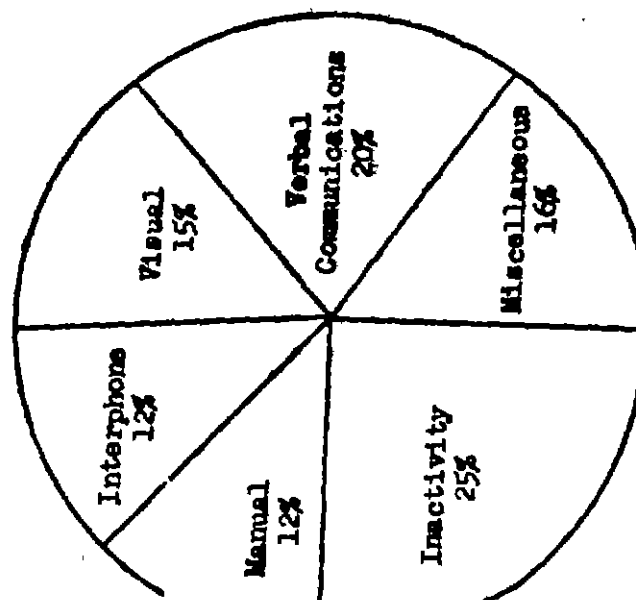 Interphone
12%
Visual
15%
Manual
12%
Verbal
Communications
20%
Inactivity
25%
Miscellaneous
16%